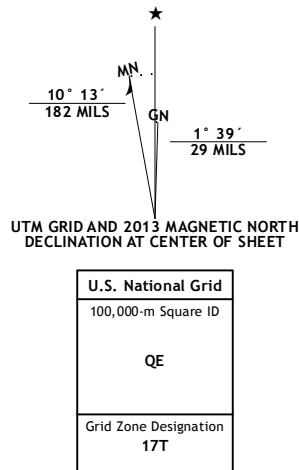 ★
MN
GN
10° 13´
182 MILS
1° 39´
29 MILS
UTM GRID AND 2013 MAGNETIC NORTH
DECLINATION AT CENTER OF SHEET
U.S. National Grid
100,000-m Square ID
QE
Grid Zone Designation
17T